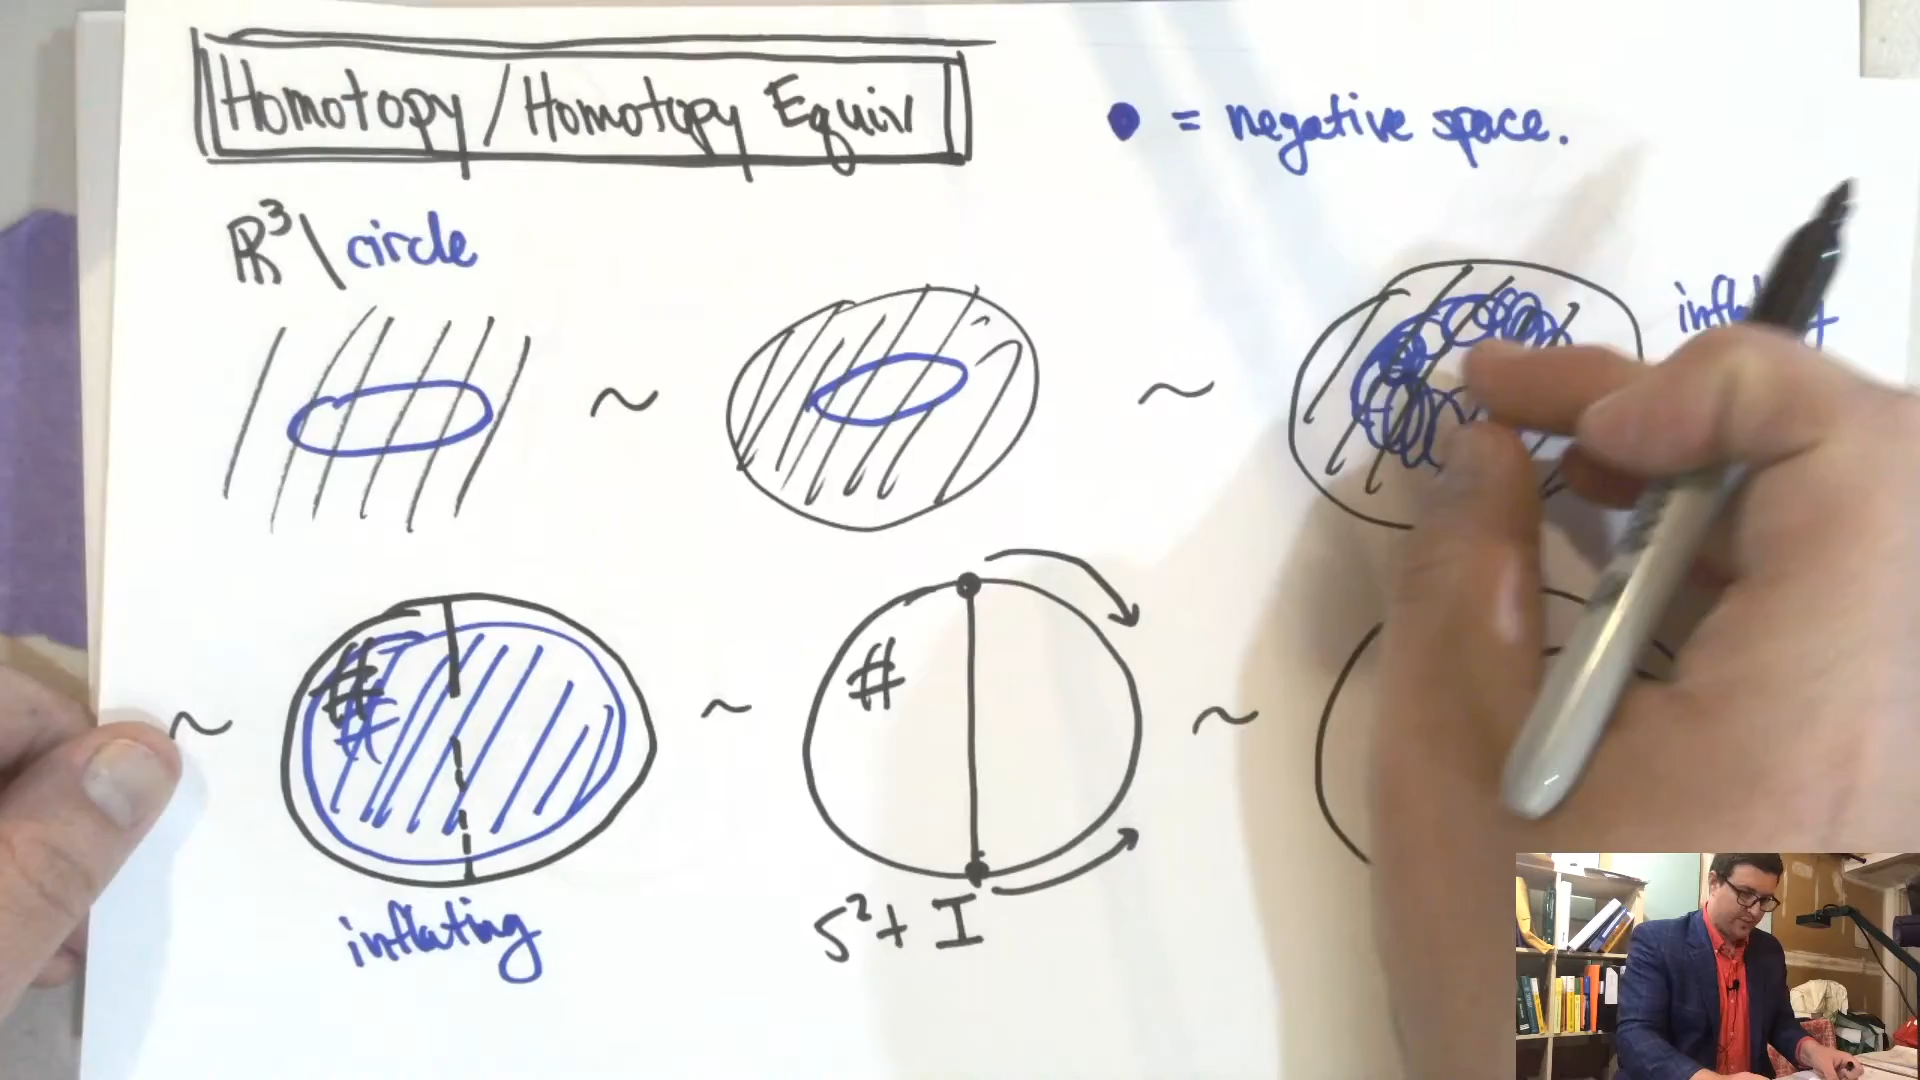 Homotopy / Homotopy Equiv
● = negative space.
ℝ³ \ circle
~
~
~
#
#
~
#
~
inflating
S² + I